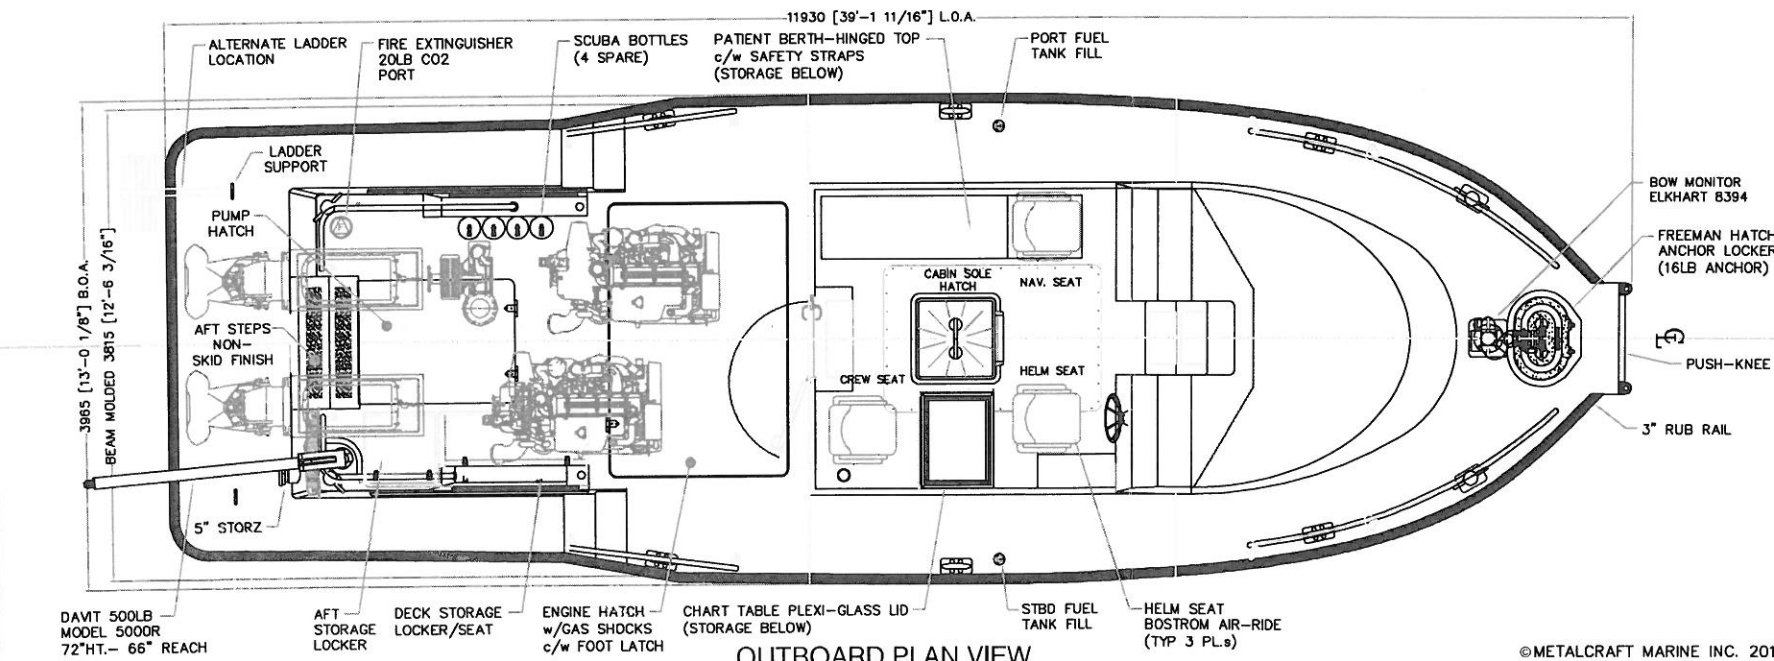 11930 [39'-1 11/16"] L.O.A.
ALTERNATE LADDER
LOCATION
FIRE EXTINGUISHER
20LB CO2
PORT
SCUBA BOTTLES
(4 SPARE)
PATIENT BERTH-HINGED TOP
c/w SAFETY STRAPS
(STORAGE BELOW)
PORT FUEL
TANK FILL
LADDER
SUPPORT
BOW MONITOR
ELKHART 8394
PUMP
HATCH
FREEMAN HATCH
ANCHOR LOCKER
(16LB ANCHOR)
3965 [13'-0 1/8"] B.O.A.
BEAM MOLDED 3815 [12'-6 3/16"]
CABIN SOLE
HATCH
NAV. SEAT
AFT STEPS
NON-
SKID FINISH
PUSH-KNEE
CREW SEAT
HELM SEAT
3" RUB RAIL
5" STORZ
DAVIT 500LB
MODEL 5000R
72"HT.- 66" REACH
AFT
STORAGE
LOCKER
DECK STORAGE
LOCKER/SEAT
ENGINE HATCH
w/GAS SHOCKS
c/w FOOT LATCH
CHART TABLE PLEXI-GLASS LID
(STORAGE BELOW)
STBD FUEL
TANK FILL
HELM SEAT
BOSTROM AIR-RIDE
(TYP 3 PL.s)
OUTBOARD PLAN VIEW
©METALCRAFT MARINE INC. 201